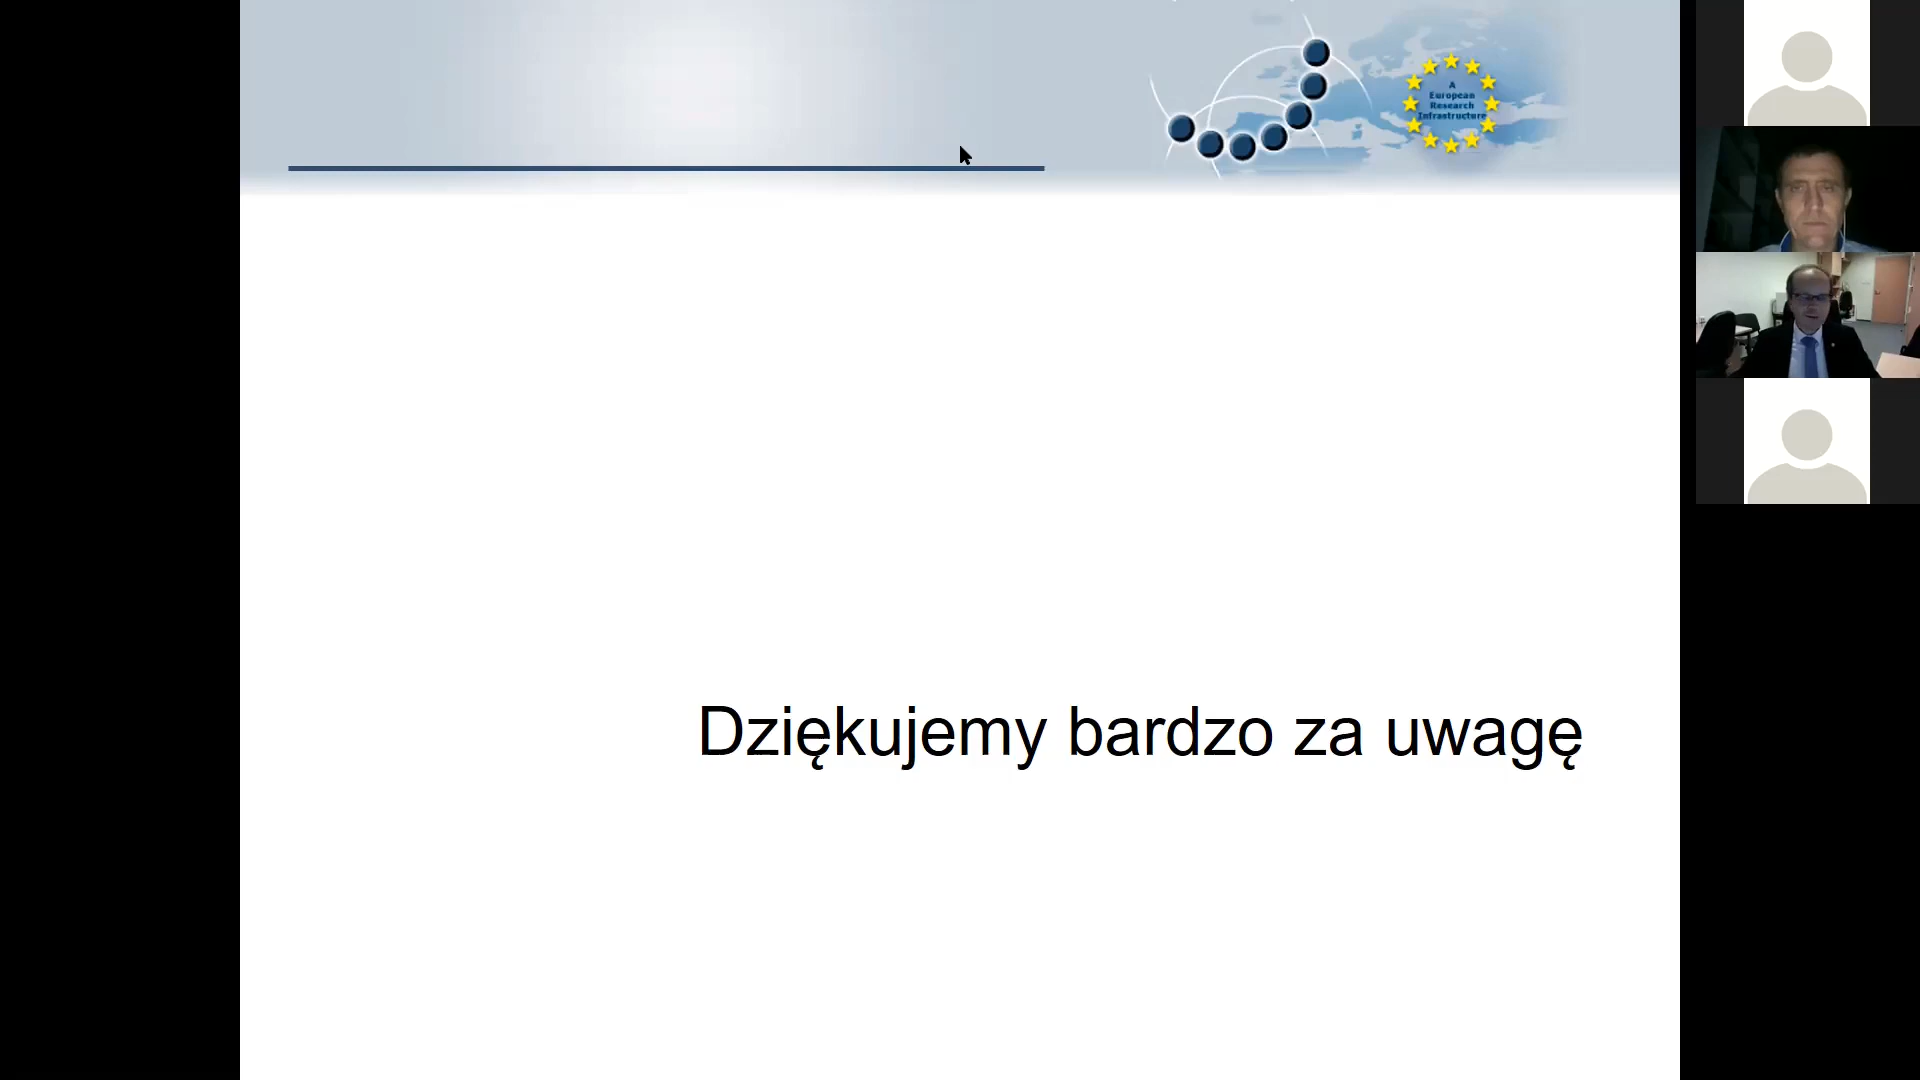 A
European
Research
Infrastructure
Dziękujemy bardzo za uwagę